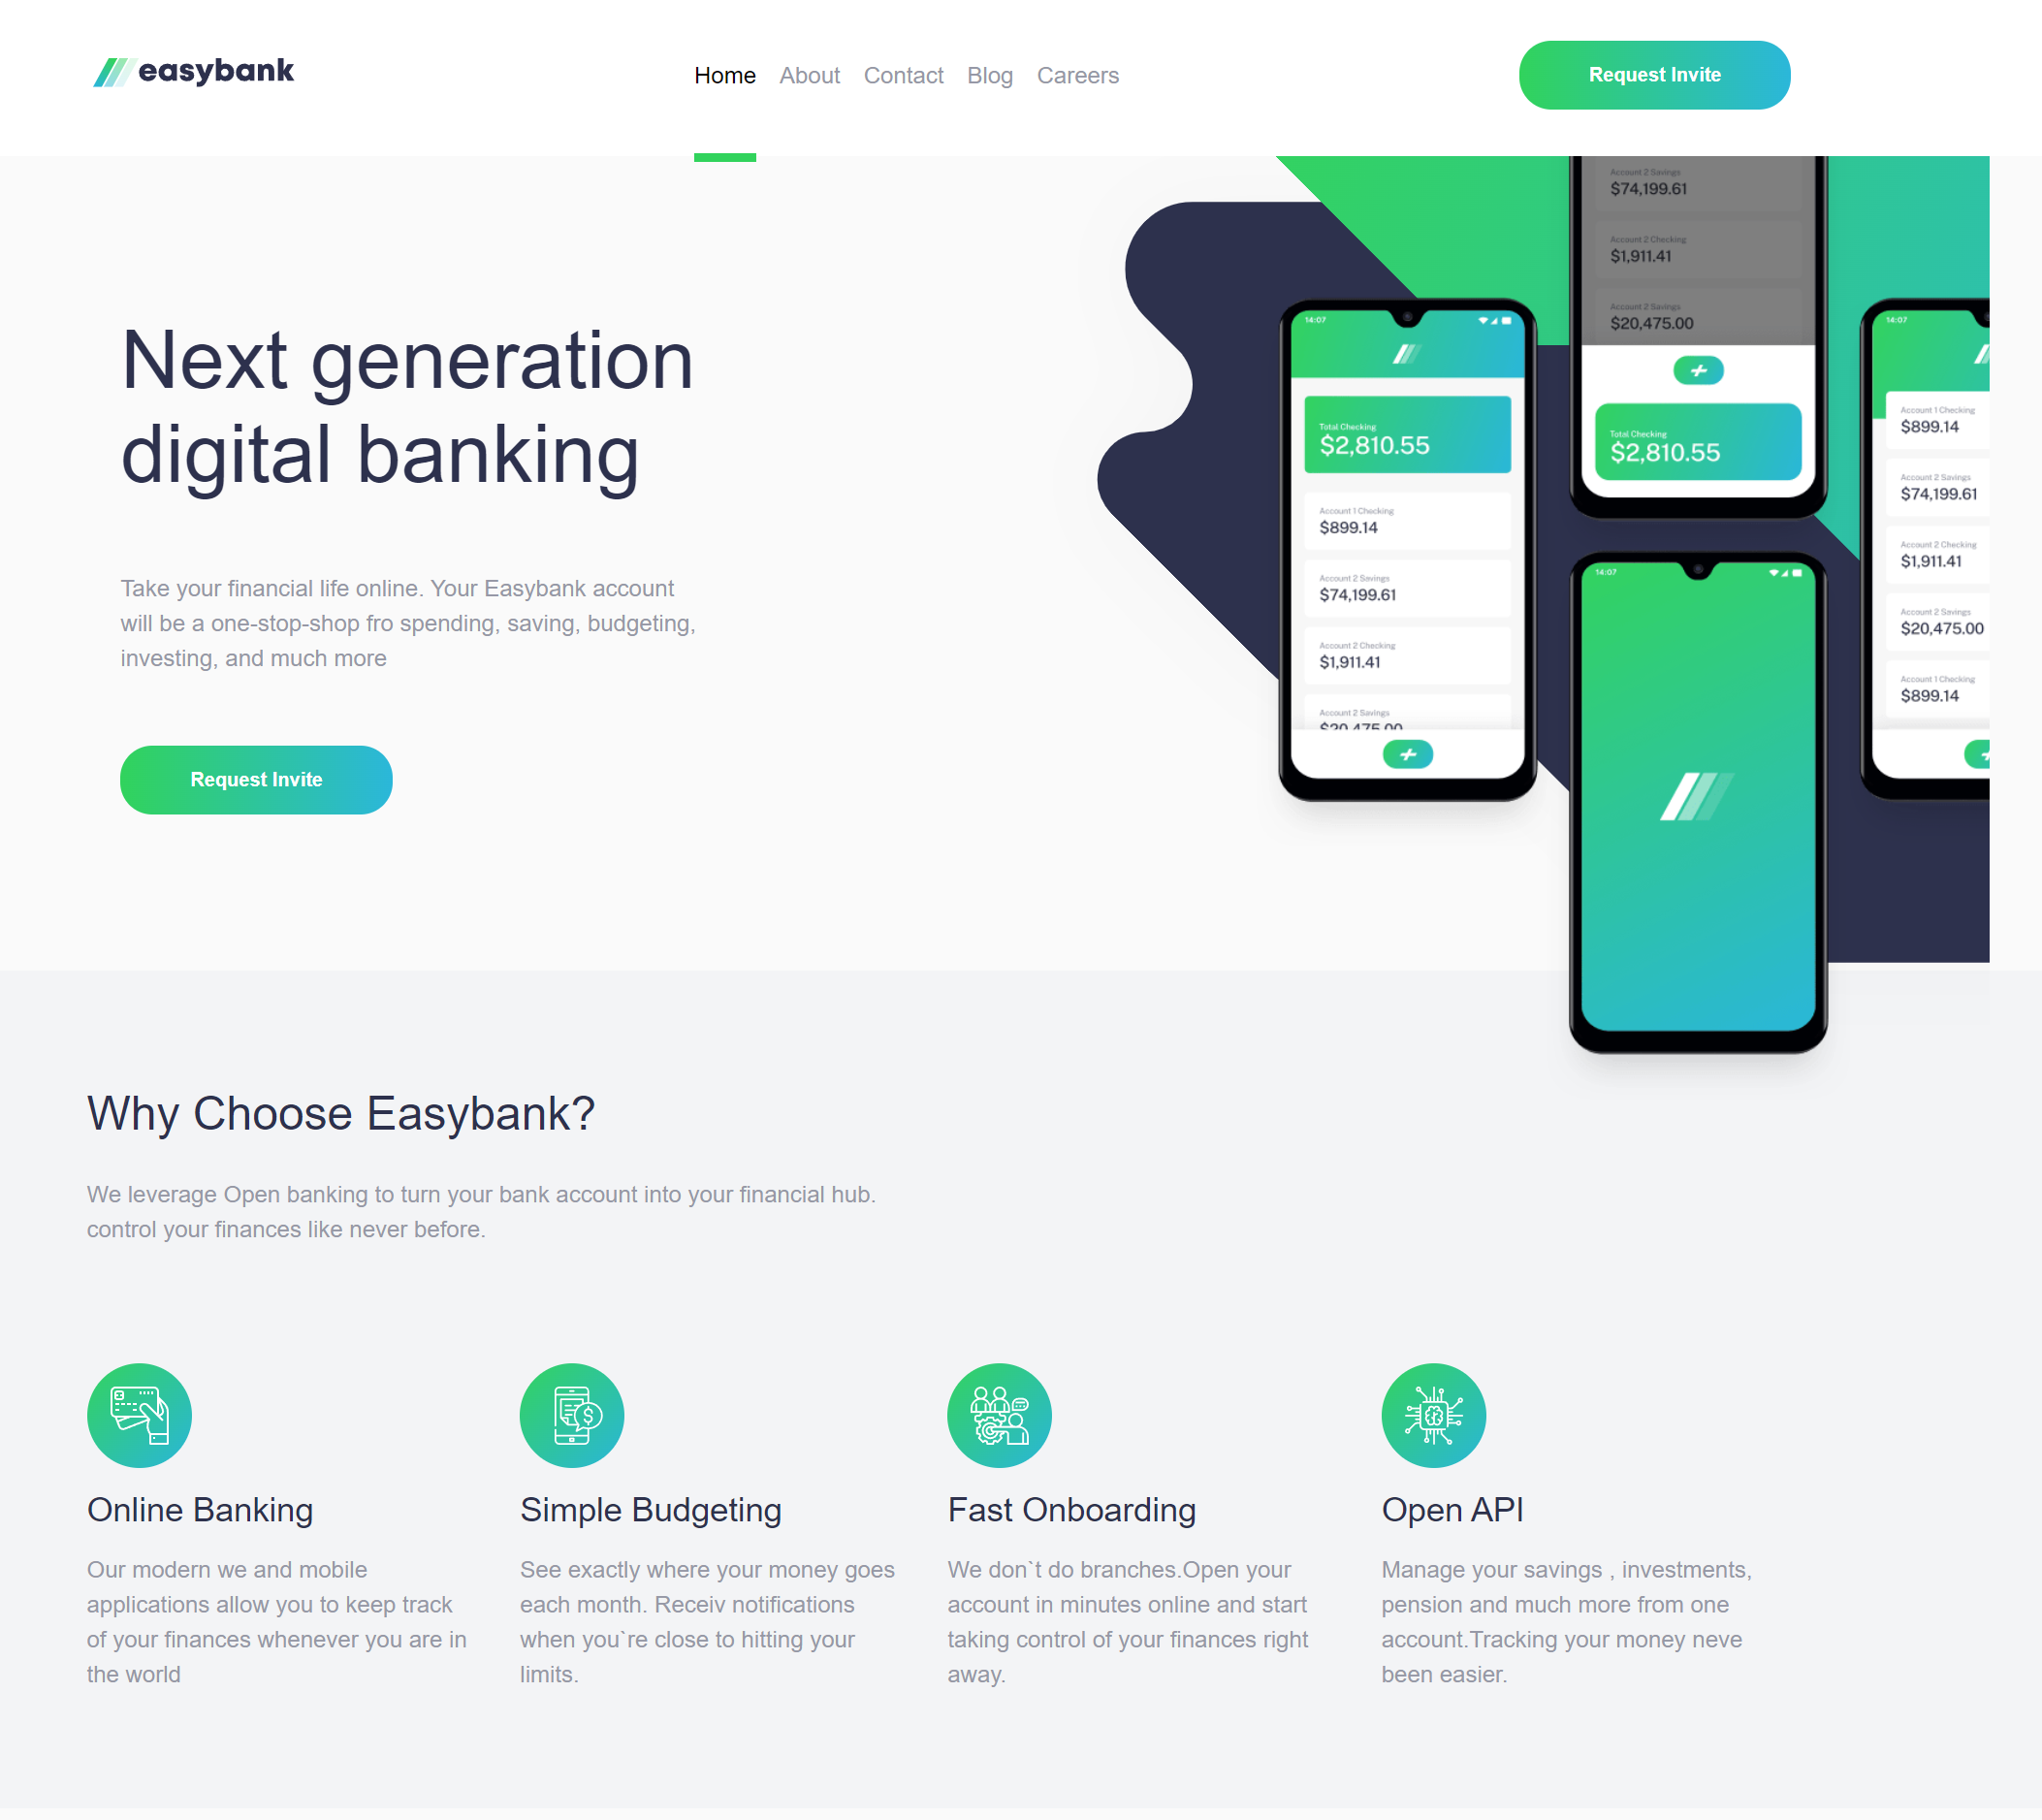 easybank
Home About Contact Blog Careers
Request Invite
Next generation
digital banking
Take your financial life online. Your Easybank account
will be a one-stop-shop fro spending, saving, budgeting,
investing, and much more
Request Invite
14:07
Total Checking
$2,810.55
Account 1 Checking
$899.14
Account 2 Savings
$74,199.61
Account 2 Checking
$1,911.41
Account 2 Savings
Account 2 Savings
$74,199.61
Account 2 Checking
$1,911.41
Account 2 Savings
$20,475.00
Total Checking
$2,810.55
14:07
14:07
Account 1 Checking
$899.14
Account 2 Savings
$74,199.61
Account 2 Checking
$1,911.41
Account 2 Savings
$20,475.00
Account 1 Checking
$899.14
Why Choose Easybank?
We leverage Open banking to turn your bank account into your financial hub.
control your finances like never before.
Online Banking
Our modern we and mobile
applications allow you to keep track
of your finances whenever you are in
the world
Simple Budgeting
See exactly where your money goes
each month. Receiv notifications
when you`re close to hitting your
limits.
Fast Onboarding
We don`t do branches.Open your
account in minutes online and start
taking control of your finances right
away.
Open API
Manage your savings , investments,
pension and much more from one
account.Tracking your money neve
been easier.